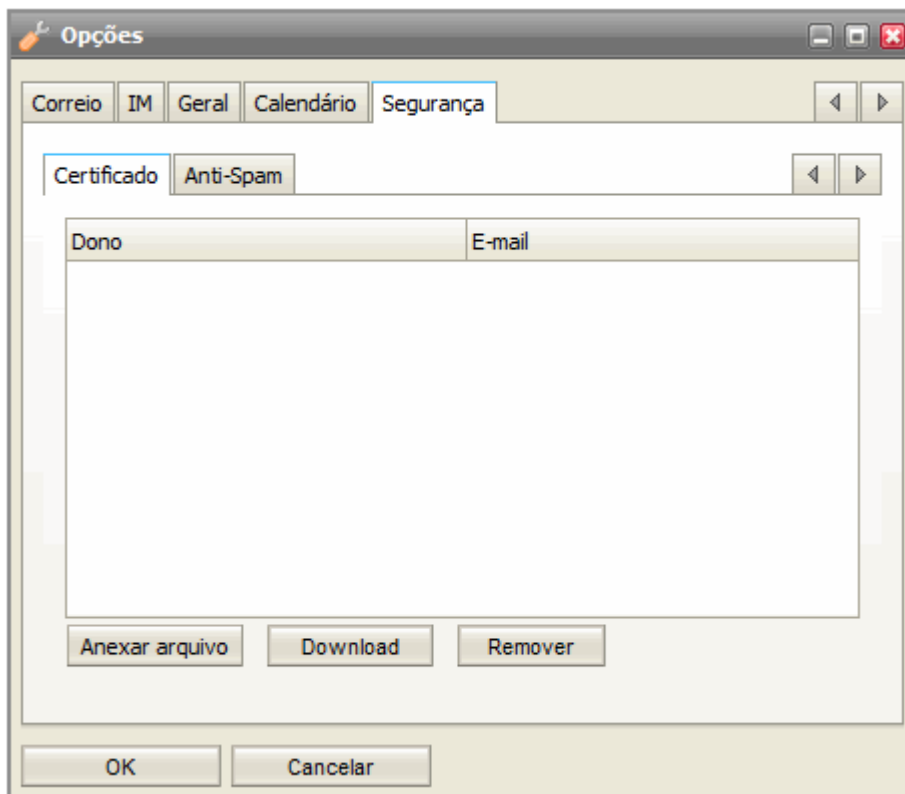 Opções
Correio IM Geral Calendário Segurança
Certificado Anti-Spam
Dono E-mail
Anexar arquivo Download Remover
OK Cancelar